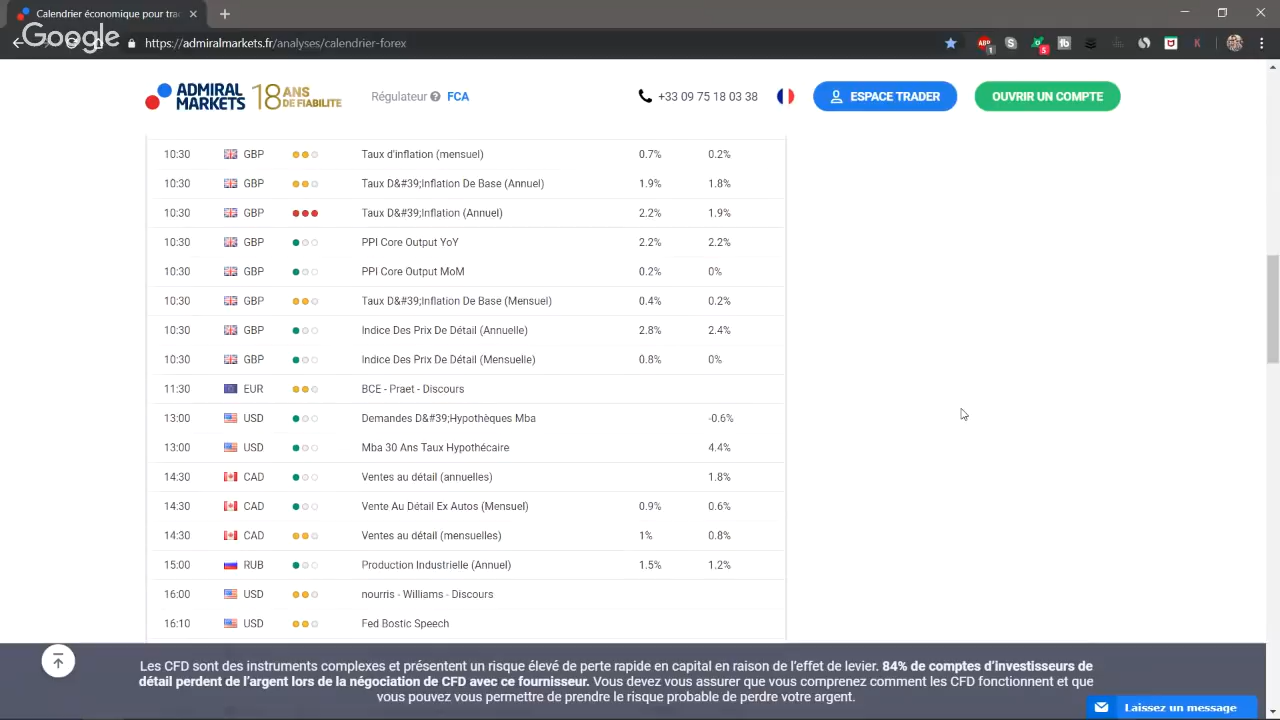 Calendrier économique pour tra
Google
https://admiralmarkets.fr/analyses/calendrier-forex
ADMIRAL MARKETS 18 ANS DE FIABILITE
Régulateur FCA
+33 09 75 18 03 38
ESPACE TRADER
OUVRIR UN COMPTE
10:30 GBP Taux d'inflation (mensuel) 0.7% 0.2%
10:30 GBP Taux D&#39;Inflation De Base (Annuel) 1.9% 1.8%
10:30 GBP Taux D&#39;Inflation (Annuel) 2.2% 1.9%
10:30 GBP PPI Core Output YoY 2.2% 2.2%
10:30 GBP PPI Core Output MoM 0.2% 0%
10:30 GBP Taux D&#39;Inflation De Base (Mensuel) 0.4% 0.2%
10:30 GBP Indice Des Prix De Détail (Annuelle) 2.8% 2.4%
10:30 GBP Indice Des Prix De Détail (Mensuelle) 0.8% 0%
11:30 EUR BCE - Praet - Discours
13:00 USD Demandes D&#39;Hypothèques Mba -0.6%
13:00 USD Mba 30 Ans Taux Hypothécaire 4.4%
14:30 CAD Ventes au détail (annuelles) 1.8%
14:30 CAD Vente Au Détail Ex Autos (Mensuel) 0.9% 0.6%
14:30 CAD Ventes au détail (mensuelles) 1% 0.8%
15:00 RUB Production Industrielle (Annuel) 1.5% 1.2%
16:00 USD nourris - Williams - Discours
16:10 USD Fed Bostic Speech
Les CFD sont des instruments complexes et présentent un risque élevé de perte rapide en capital en raison de l'effet de levier. 84% de comptes d'investisseurs de
détail perdent de l'argent lors de la négociation de CFD avec ce fournisseur. Vous devez vous assurer que vous comprenez comment les CFD fonctionnent et que
vous pouvez vous permettre de prendre le risque probable de perdre votre argent.
Laissez un message